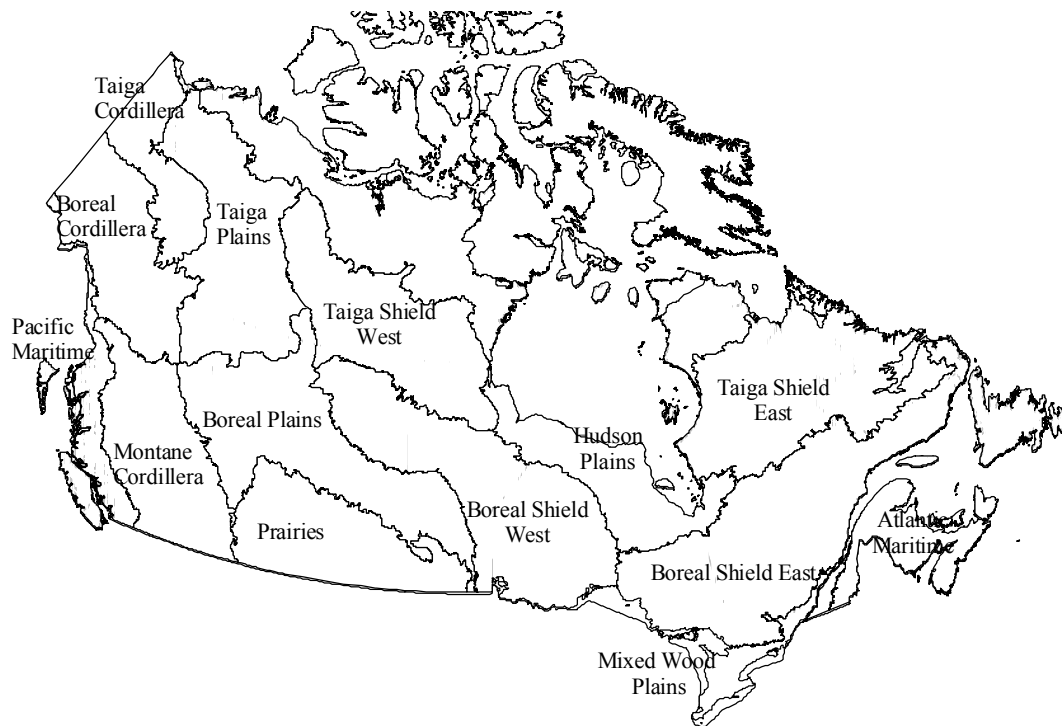 Taiga
Cordillera
Boreal
Cordillera
Taiga
Plains
Pacific
Maritime
Taiga Shield
West
Taiga Shield
East
Boreal Plains
Montane
Cordillera
Hudson
Plains
Prairies
Boreal Shield
West
Atlantic
Maritime
Boreal Shield East
Mixed Wood
Plains